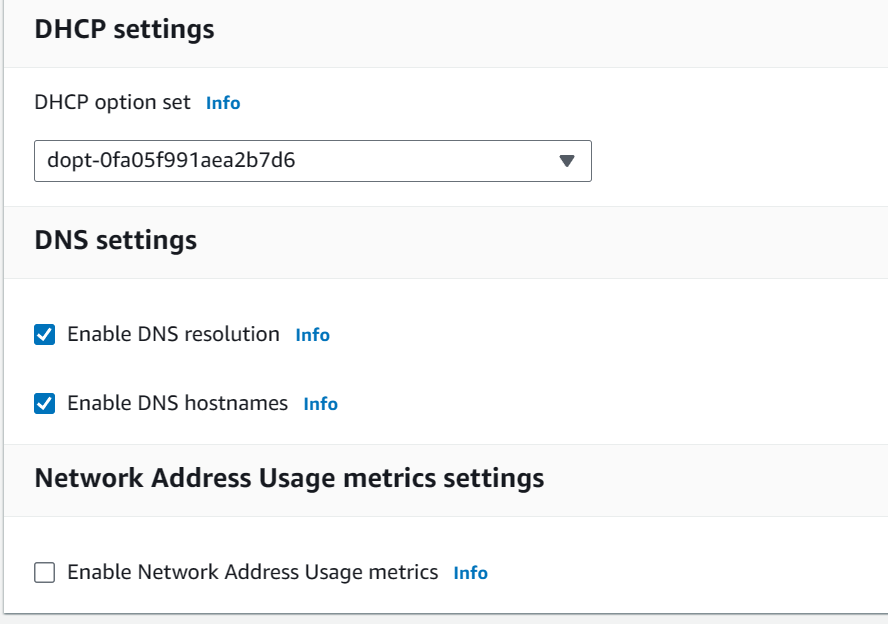 DHCP settings
DHCP option set Info
dopt-0fa05f991aea2b7d6
DNS settings
Enable DNS resolution Info
Enable DNS hostnames Info
Network Address Usage metrics settings
Enable Network Address Usage metrics Info